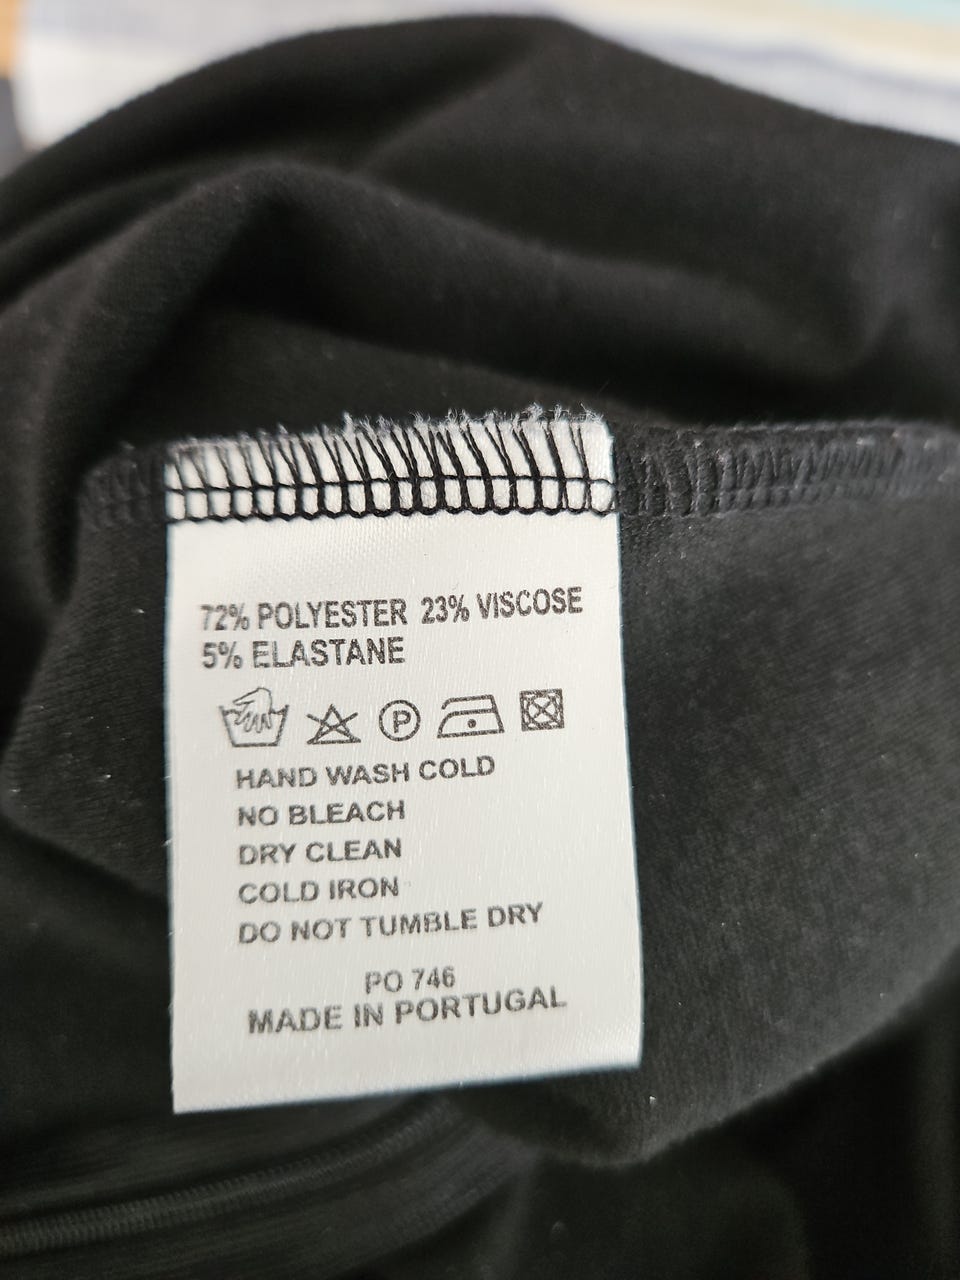 72% POLYESTER 23% VISCOSE
5% ELASTANE
P
HAND WASH COLD
NO BLEACH
DRY CLEAN
COLD IRON
DO NOT TUMBLE DRY
PO 746
MADE IN PORTUGAL